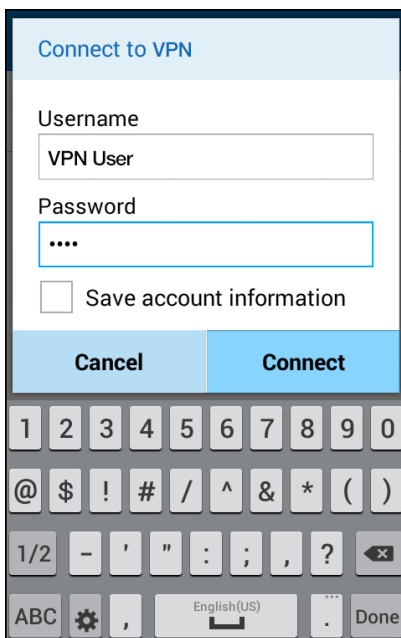 Connect to VPN
Username
VPN User
Password
••••
Save account information
Cancel Connect
1 2 3 4 5 6 7 8 9 0
@ $ ! # / ^ & * ( )
1/2 - ' " : ; , ?
ABC , English(US) . Done